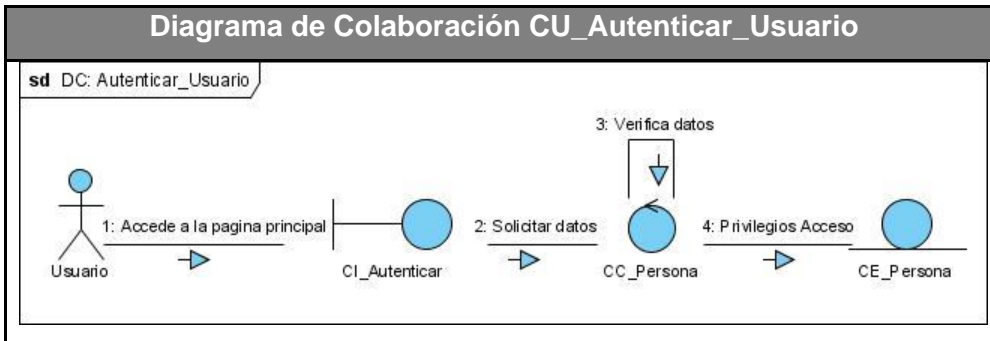 Diagrama de Colaboración CU_Autenticar_Usuario
sd DC: Autenticar_Usuario
3: Verifica datos
1: Accede a la pagina principal
2: Solicitar datos
4: Privilegios Acceso
Usuario
CI_Autenticar
CC_Persona
CE_Persona